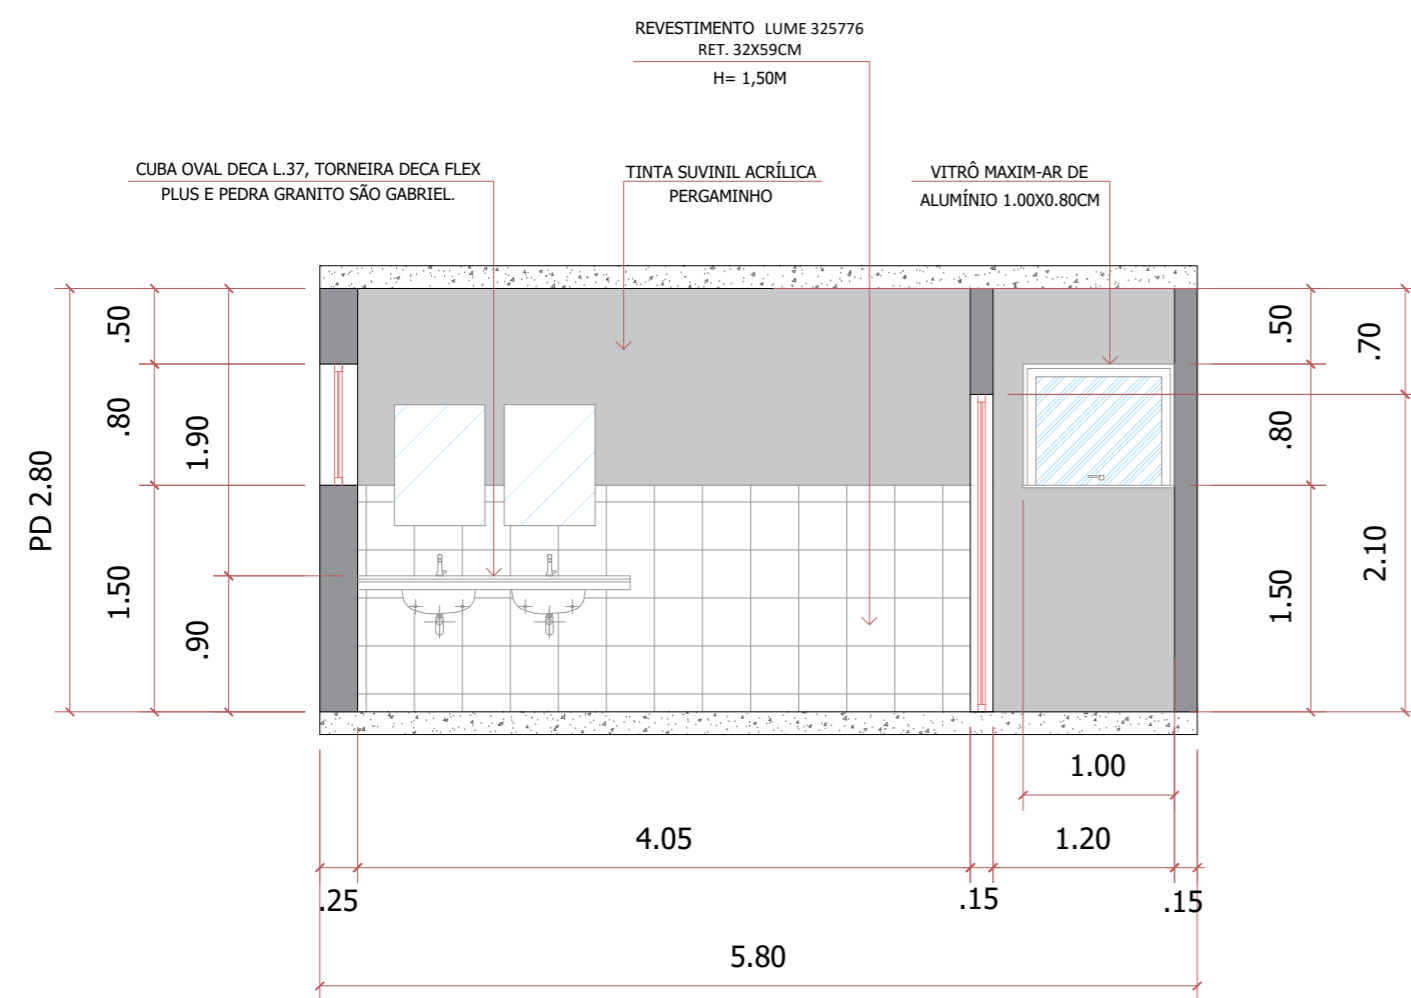 REVESTIMENTO LUME 325776
RET. 32X59CM
H= 1,50M
CUBA OVAL DECA L.37, TORNEIRA DECA FLEX
PLUS E PEDRA GRANITO SÃO GABRIEL.
TINTA SUVINIL ACRÍLICA
PERGAMINHO
VITRÔ MAXIM-AR DE
ALUMÍNIO 1.00X0.80CM
PD 2.80
.50
.80
1.50
1.90
.90
.50
.80
1.50
.70
2.10
1.00
4.05
1.20
.25
.15
.15
5.80